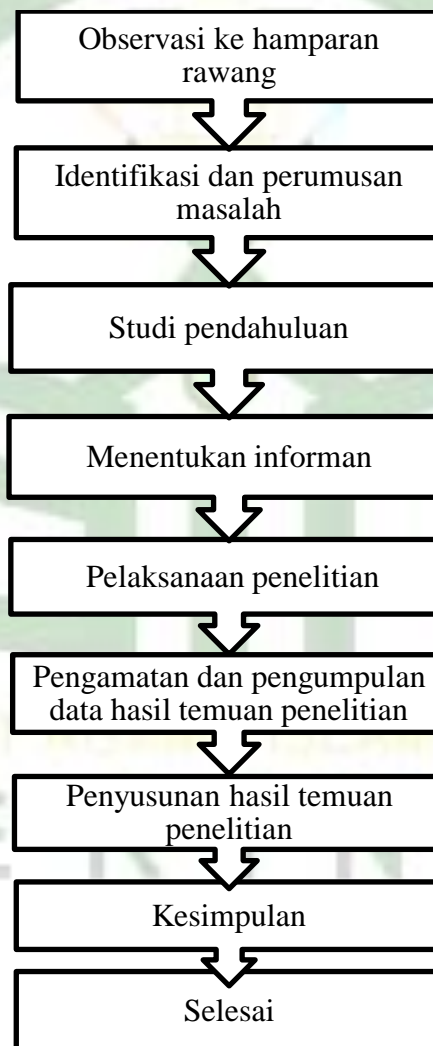 Observasi ke hamparan
rawang
Identifikasi dan perumusan
masalah
Studi pendahuluan
Menentukan informan
Pelaksanaan penelitian
Pengamatan dan pengumpulan
data hasil temuan penelitian
Penyusunan hasil temuan
penelitian
Kesimpulan
Selesai